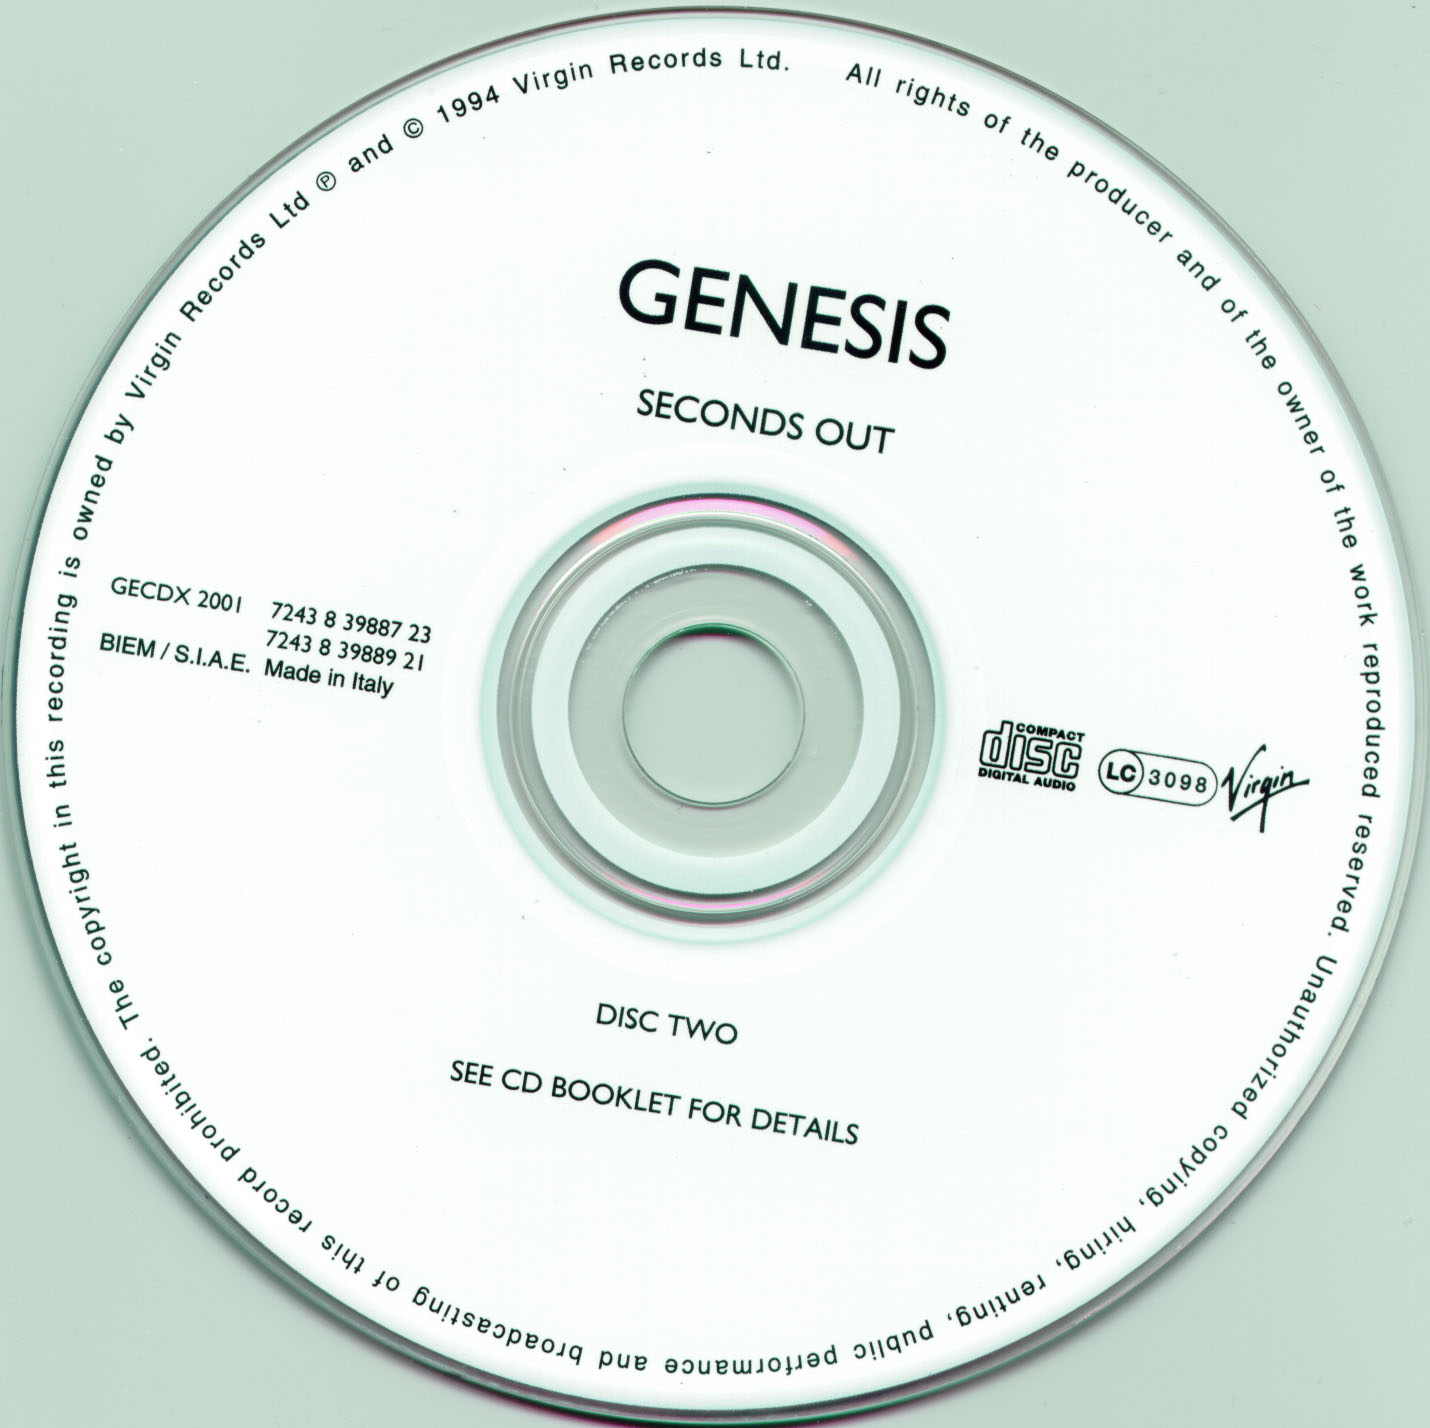 GENESIS
SECONDS OUT
GECDX 2001 7243 8 39887 23
7243 8 39889 21
BIEM / S.I.A.E. Made in Italy
COMPACT
disc
DIGITAL AUDIO
LC 3098
Virgin
DISC TWO
SEE CD BOOKLET FOR DETAILS
The copyright in this recording is owned by Virgin Records Ltd ℗ and © 1994 Virgin Records Ltd. All rights of the producer and of the owner of the work reproduced reserved. Unauthorized copying, hiring, renting, public performance and broadcasting of this record prohibited.